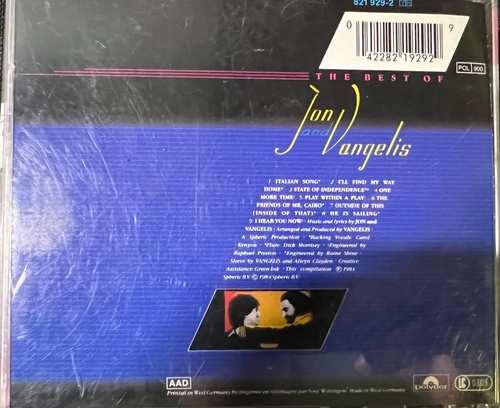 821 929-2
0
42282 19292
9
THE BEST OF
POL 900
Jon
and
Vangelis
1 ITALIAN SONG* 2 I'LL FIND MY WAY
HOME* 3 STATE OF INDEPENDENCE™ 4 ONE
MORE TIME* 5 PLAY WITHIN A PLAY* 6 THE
FRIENDS OF MR. CAIRO* 7 OUTSIDE OF THIS
(INSIDE OF THAT)* 8 HE IS SAILING*
9 I HEAR YOU NOW* Music and lyrics by JON and
VANGELIS · Arranged and Produced by VANGELIS
A Spheric Production · *Backing Vocals Carol
Kenyon · *Flute Dick Morrissey · *Engineered by
Raphael Preston · *Engineered by Raine Shine ·
Sleeve by VANGELIS and Alwyn Clayden · Creative
Assistance Green Ink · This compilation ℗ 1984
Spheric B.V. © 1984 Spheric B.V.
AAD
Printed in West Germany Made in West Germany
polydor
LC